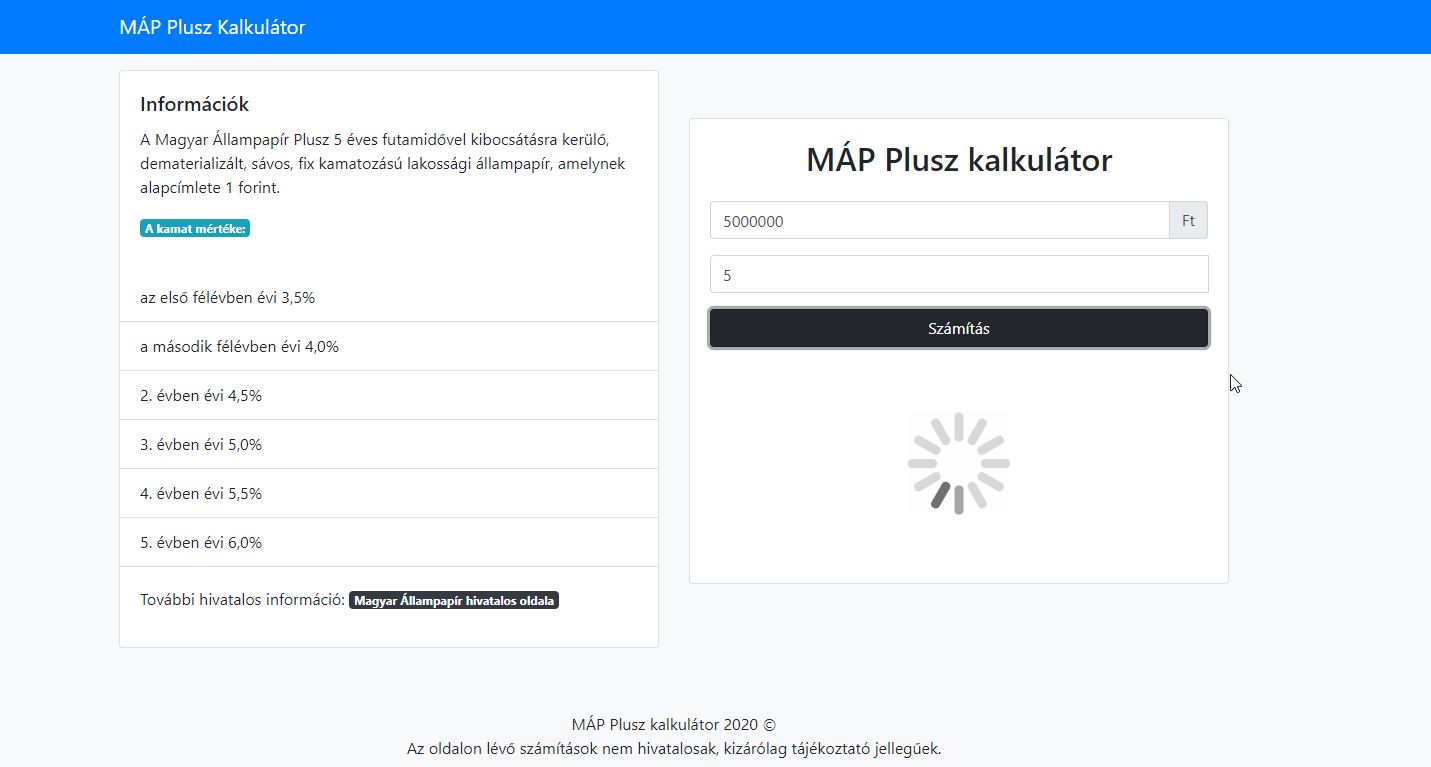 MÁP Plusz Kalkulátor
Információk
A Magyar Állampapír Plusz 5 éves futamidővel kibocsátásra kerülő,
dematerializált, sávos, fix kamatozású lakossági állampapír, amelynek
alapcímlete 1 forint.
A kamat mértéke:
az első félévben évi 3,5%
a második félévben évi 4,0%
2. évben évi 4,5%
3. évben évi 5,0%
4. évben évi 5,5%
5. évben évi 6,0%
További hivatalos információ: Magyar Állampapír hivatalos oldala
MÁP Plusz kalkulátor
5000000 Ft
5
Számítás
MÁP Plusz kalkulátor 2020 ©
Az oldalon lévő számítások nem hivatalosak, kizárólag tájékoztató jellegűek.